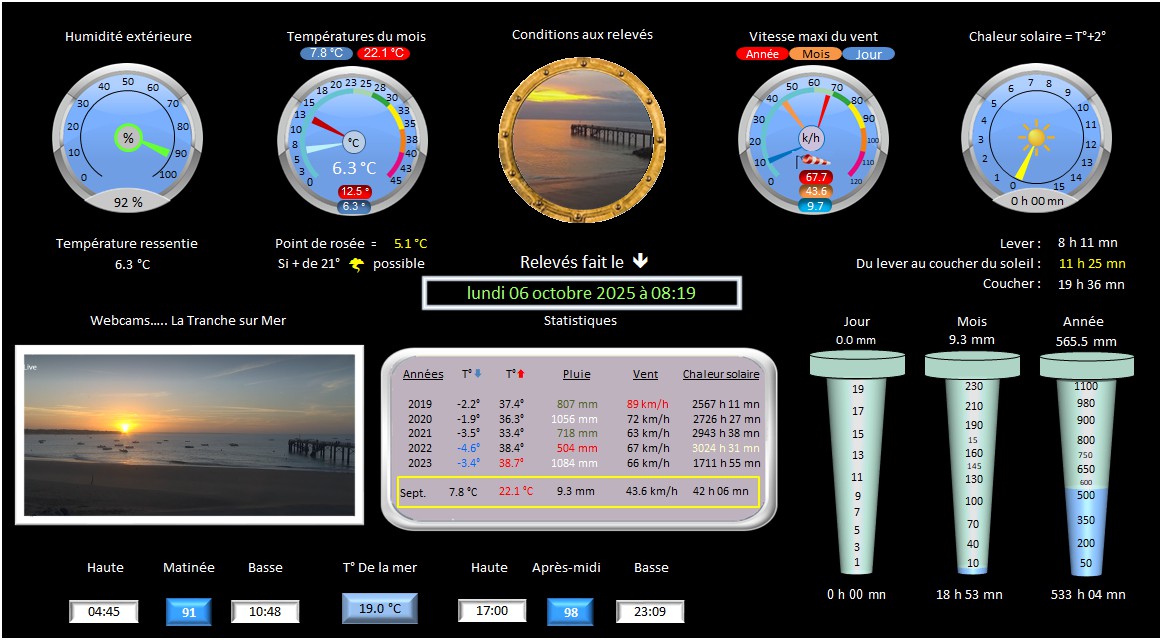 Humidité extérieure
Températures du mois
7.8 °C 22.1 °C
Conditions aux relevés
Vitesse maxi du vent
Année Mois Jour
Chaleur solaire = T°+2°
0 10 20 30 40 50 60 70 80 90 100
%
92 %
0 3 5 8 10 13 15 18 20 23 25 28 30 33 35 38 40 43 45
°C
6.3 °C
12.5 °
6.3 °
0 10 20 30 40 50 60 70 80 90 100 110 120
k/h
67.7
43.6
9.7
0 1 2 3 4 5 6 7 8 9 10 11 12 13 14 15
0 h 00 mn
Température ressentie
6.3 °C
Point de rosée = 5.1 °C
Si + de 21° possible
Relevés fait le
lundi 06 octobre 2025 à 08:19
Lever : 8 h 11 mn
Du lever au coucher du soleil : 11 h 25 mn
Coucher : 19 h 36 mn
Webcams..... La Tranche sur Mer
Live
Statistiques
Années T° T° Pluie Vent Chaleur solaire
2019 -2.2° 37.4° 807 mm 89 km/h 2567 h 11 mn
2020 -1.9° 36.3° 1056 mm 72 km/h 2726 h 27 mn
2021 -3.5° 33.4° 718 mm 63 km/h 2943 h 38 mn
2022 -4.6° 38.4° 504 mm 67 km/h 3024 h 31 mn
2023 -3.4° 38.7° 1084 mm 66 km/h 1711 h 55 mn
Sept. 7.8 °C 22.1 °C 9.3 mm 43.6 km/h 42 h 06 mn
Jour
0.0 mm
19
17
15
13
11
9
7
5
3
1
0 h 00 mn
Mois
9.3 mm
230
210
190
15
160
145
130
100
70
40
10
18 h 53 mn
Année
565.5 mm
1100
980
900
800
750
650
600
500
350
200
50
533 h 04 mn
Haute Matinée Basse
04:45 91 10:48
T° De la mer
19.0 °C
Haute Après-midi Basse
17:00 98 23:09